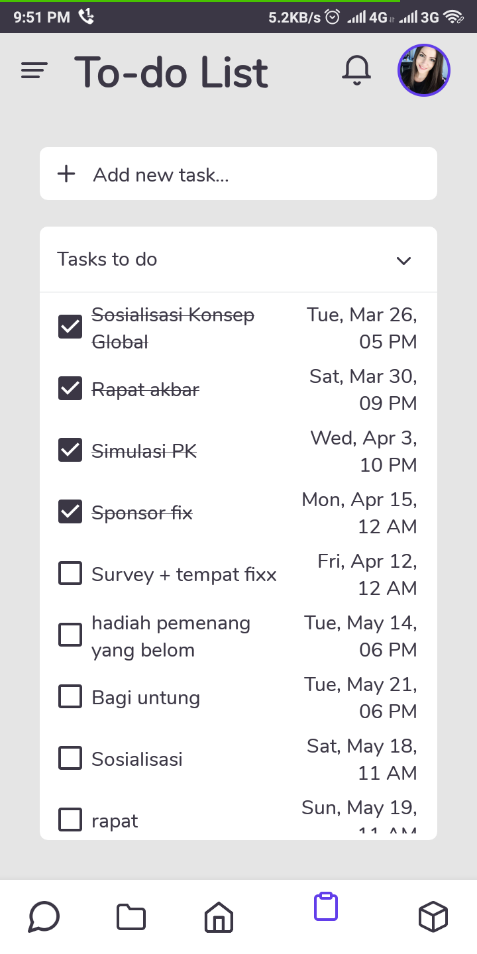 9:51 PM 5.2KB/s 4G 3G
To-do List
+ Add new task...
Tasks to do
Sosialisasi Konsep Tue, Mar 26,
Global 05 PM
Rapat akbar Sat, Mar 30,
09 PM
Simulasi PK Wed, Apr 3,
10 PM
Sponsor fix Mon, Apr 15,
12 AM
Survey + tempat fixx Fri, Apr 12,
12 AM
hadiah pemenang Tue, May 14,
yang belom 06 PM
Bagi untung Tue, May 21,
06 PM
Sosialisasi Sat, May 18,
11 AM
rapat Sun, May 19,
11 AM